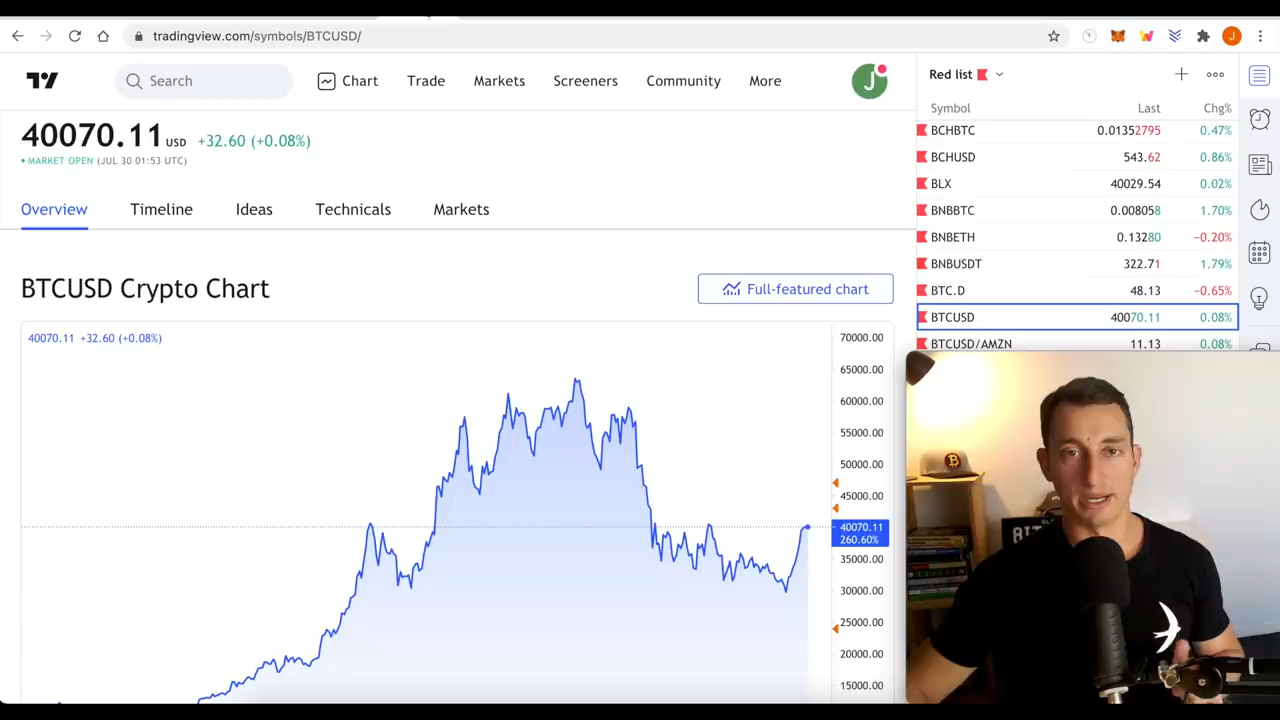 tradingview.com/symbols/BTCUSD/
J
Search
Chart
Trade
Markets
Screeners
Community
More
J
40070.11 USD +32.60 (+0.08%)
• MARKET OPEN (JUL 30 01:53 UTC)
Overview
Timeline
Ideas
Technicals
Markets
BTCUSD Crypto Chart
Full-featured chart
40070.11 +32.60 (+0.08%)
70000.00
65000.00
60000.00
55000.00
50000.00
45000.00
40070.11
260.60%
35000.00
30000.00
25000.00
20000.00
15000.00
Red list
Symbol Last Chg%
BCHBTC 0.01352795 0.47%
BCHUSD 543.62 0.86%
BLX 40029.54 0.02%
BNBBTC 0.008058 1.70%
BNBETH 0.13280 −0.20%
BNBUSDT 322.71 1.79%
BTC.D 48.13 −0.65%
BTCUSD 40070.11 0.08%
BTCUSD/AMZN 11.13 0.08%